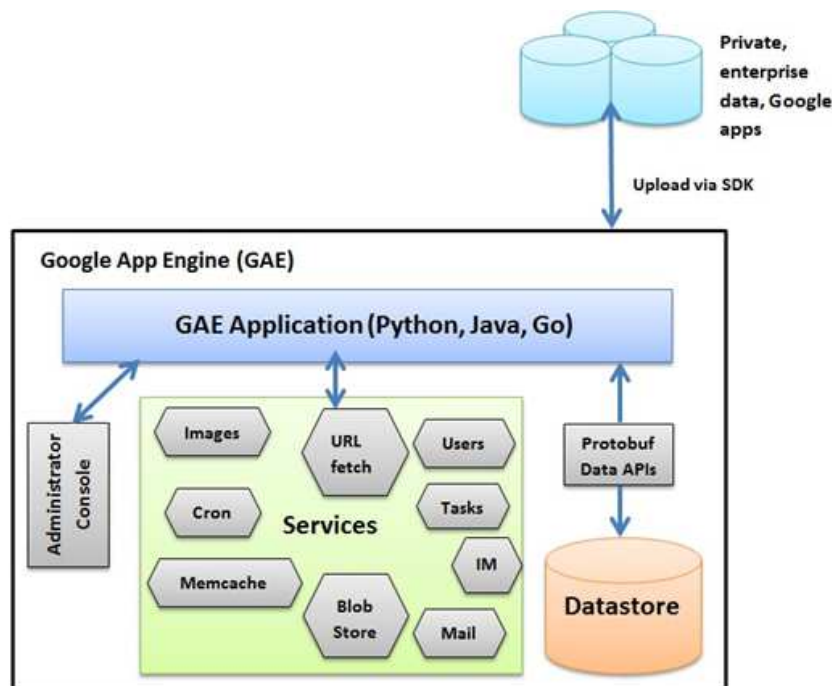 Private,
enterprise
data, Google
apps
Upload via SDK
Google App Engine (GAE)
GAE Application (Python, Java, Go)
Administrator
Console
Images
URL
fetch
Users
Cron
Services
Tasks
IM
Memcache
Blob
Store
Mail
Protobuf
Data APIs
Datastore